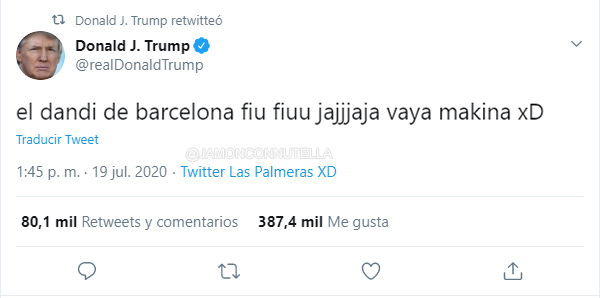 Donald J. Trump retwitteó
Donald J. Trump
@realDonaldTrump
el dandi de barcelona fiu fiuu jajjjaja vaya makina xD
Traducir Tweet
@JAMONCONNUTELLA
1:45 p. m. · 19 jul. 2020 · Twitter Las Palmeras XD
80,1 mil Retweets y comentarios 387,4 mil Me gusta